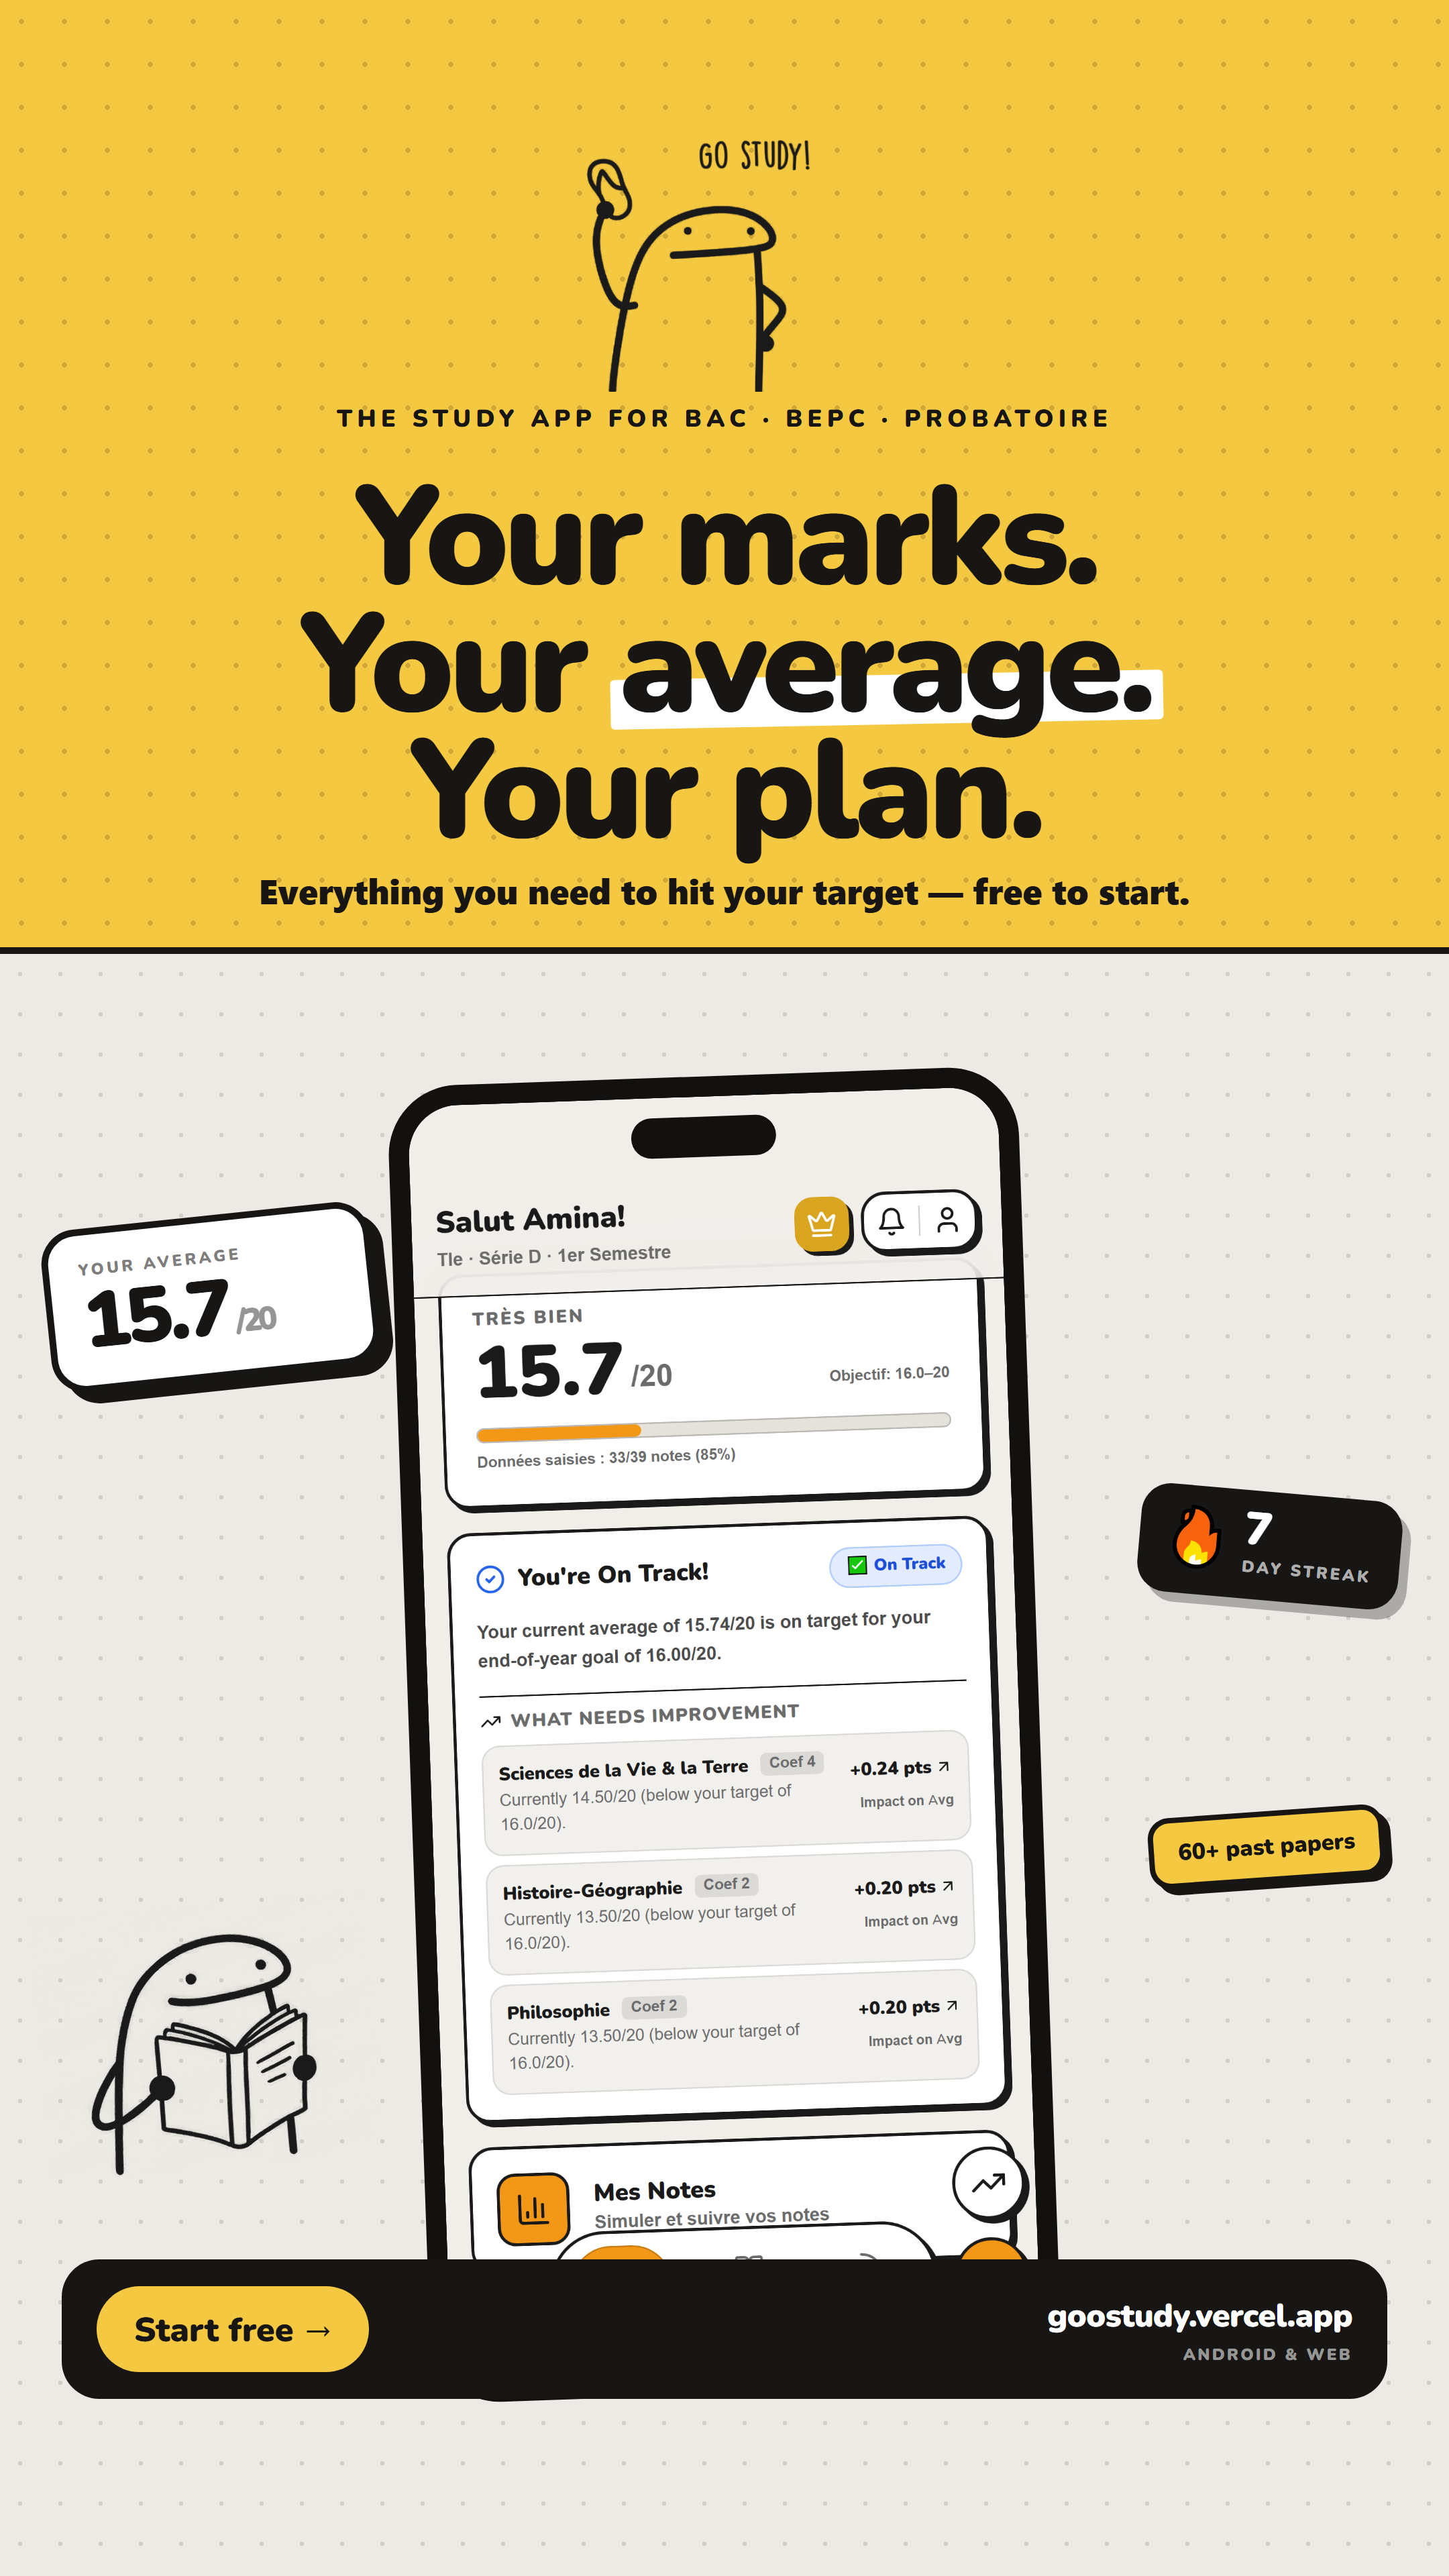 GO STUDY!
THE STUDY APP FOR BAC · BEPC · PROBATOIRE
Your marks.
Your average.
Your plan.
Everything you need to hit your target — free to start.
YOUR AVERAGE
15.7 /20
Salut Amina!
Tle · Série D · 1er Semestre
TRÈS BIEN
15.7 /20
Objectif: 16.0–20
Données saisies : 33/39 notes (85%)
7
DAY STREAK
You're On Track!
✅ On Track
Your current average of 15.74/20 is on target for your
end-of-year goal of 16.00/20.
WHAT NEEDS IMPROVEMENT
Sciences de la Vie & la Terre Coef 4
+0.24 pts ↗
Currently 14.50/20 (below your target of
16.0/20).
Impact on Avg
60+ past papers
Histoire-Géographie Coef 2
+0.20 pts ↗
Currently 13.50/20 (below your target of
16.0/20).
Impact on Avg
Philosophie Coef 2
+0.20 pts ↗
Currently 13.50/20 (below your target of
16.0/20).
Impact on Avg
Mes Notes
Simuler et suivre vos notes
Start free →
goostudy.vercel.app
ANDROID & WEB